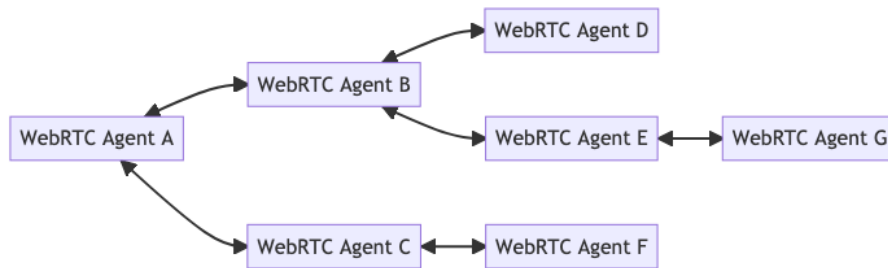 WebRTC Agent D
WebRTC Agent B
WebRTC Agent A
WebRTC Agent E
WebRTC Agent G
WebRTC Agent C
WebRTC Agent F